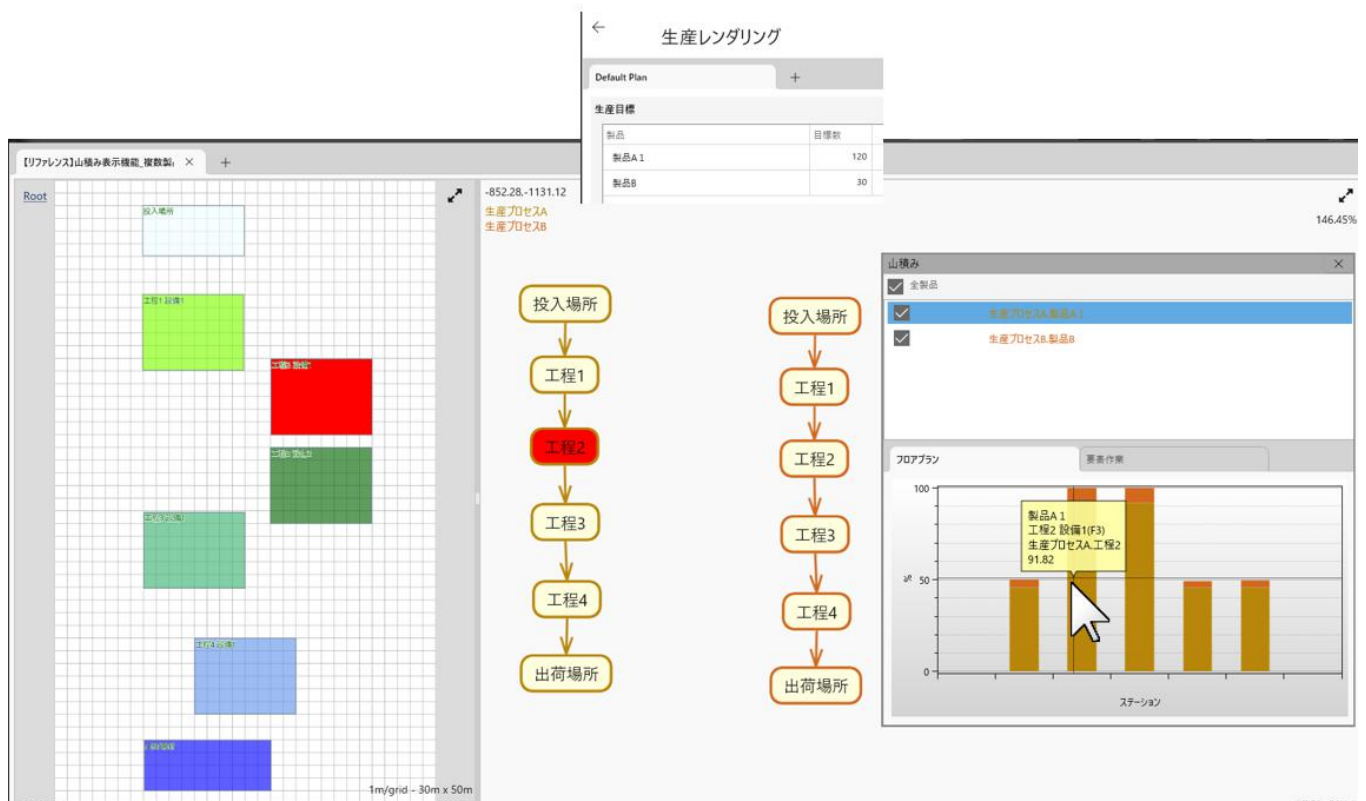 ←
生産レンダリング
Default Plan
+
生産目標
製品
目標数
製品A 1
120
製品B
30
【リファレンス】山積み表示機能_複数製
×
+
Root
投入場所
工程1 設備1
1m/grid - 30m x 50m
-852.28,-1131.12
生産プロセスA
生産プロセスB
146.45%
投入場所
工程1
工程2
工程3
工程4
出荷場所
投入場所
工程1
工程2
工程3
工程4
出荷場所
山積み
×
全製品
生産プロセスA.製品A 1
生産プロセスB.製品B
フロアプラン
要素作業
100
%
50
0
製品A 1
工程2 設備1(F3)
生産プロセスA.工程2
91.82
ステーション